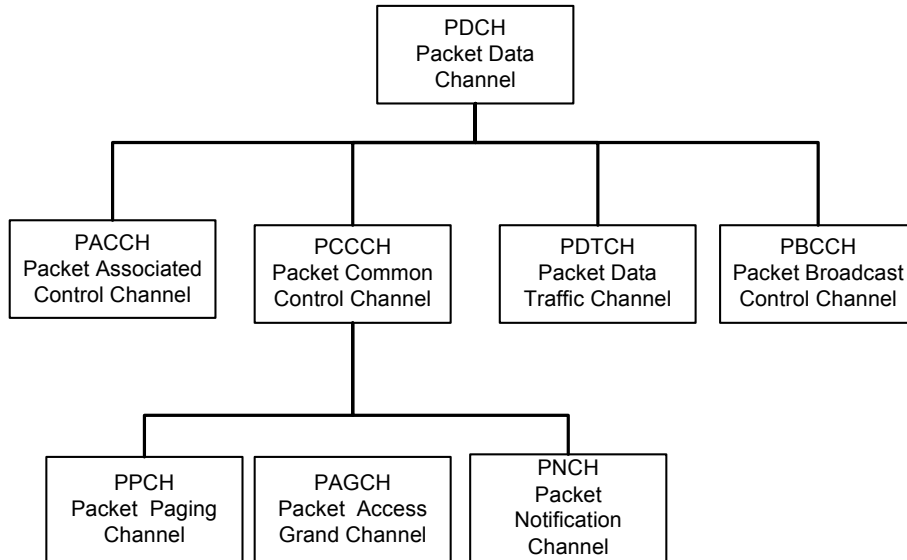 PDCH
Packet Data
Channel
PACCH
Packet Associated
Control Channel
PCCCH
Packet Common
Control Channel
PDTCH
Packet Data
Traffic Channel
PBCCH
Packet Broadcast
Control Channel
PPCH
Packet Paging
Channel
PAGCH
Packet Access
Grand Channel
PNCH
Packet
Notification
Channel